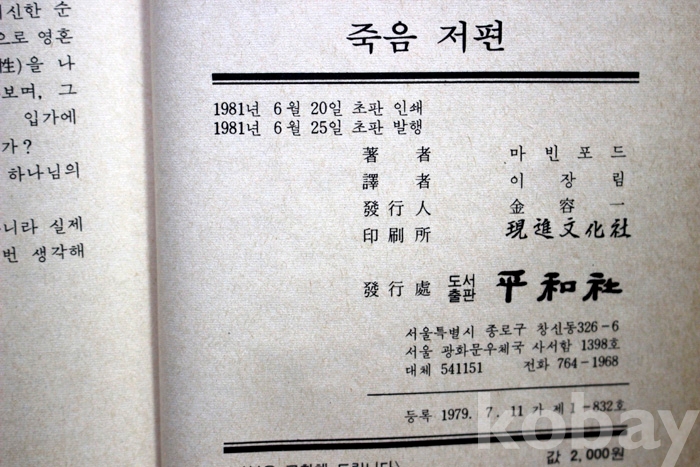 신한 순
으로 영혼
性)을 나
보며, 그
입가에
가?
하나님의
니라 실제
번 생각해
죽음 저편
1981년 6월 20일 초판 인쇄
1981년 6월 25일 초판 발행
著者 마빈포드
譯者 이장림
發行人 金容一
印刷所 現進文化社
發行處 도서출판 平和社
서울특별시 종로구 창신동326-6
서울 광화문우체국 사서함 1398호
대체 541151 전화 764-1968
등록 1979. 7. 11 가 제1-832호
값 2,000원
kobay